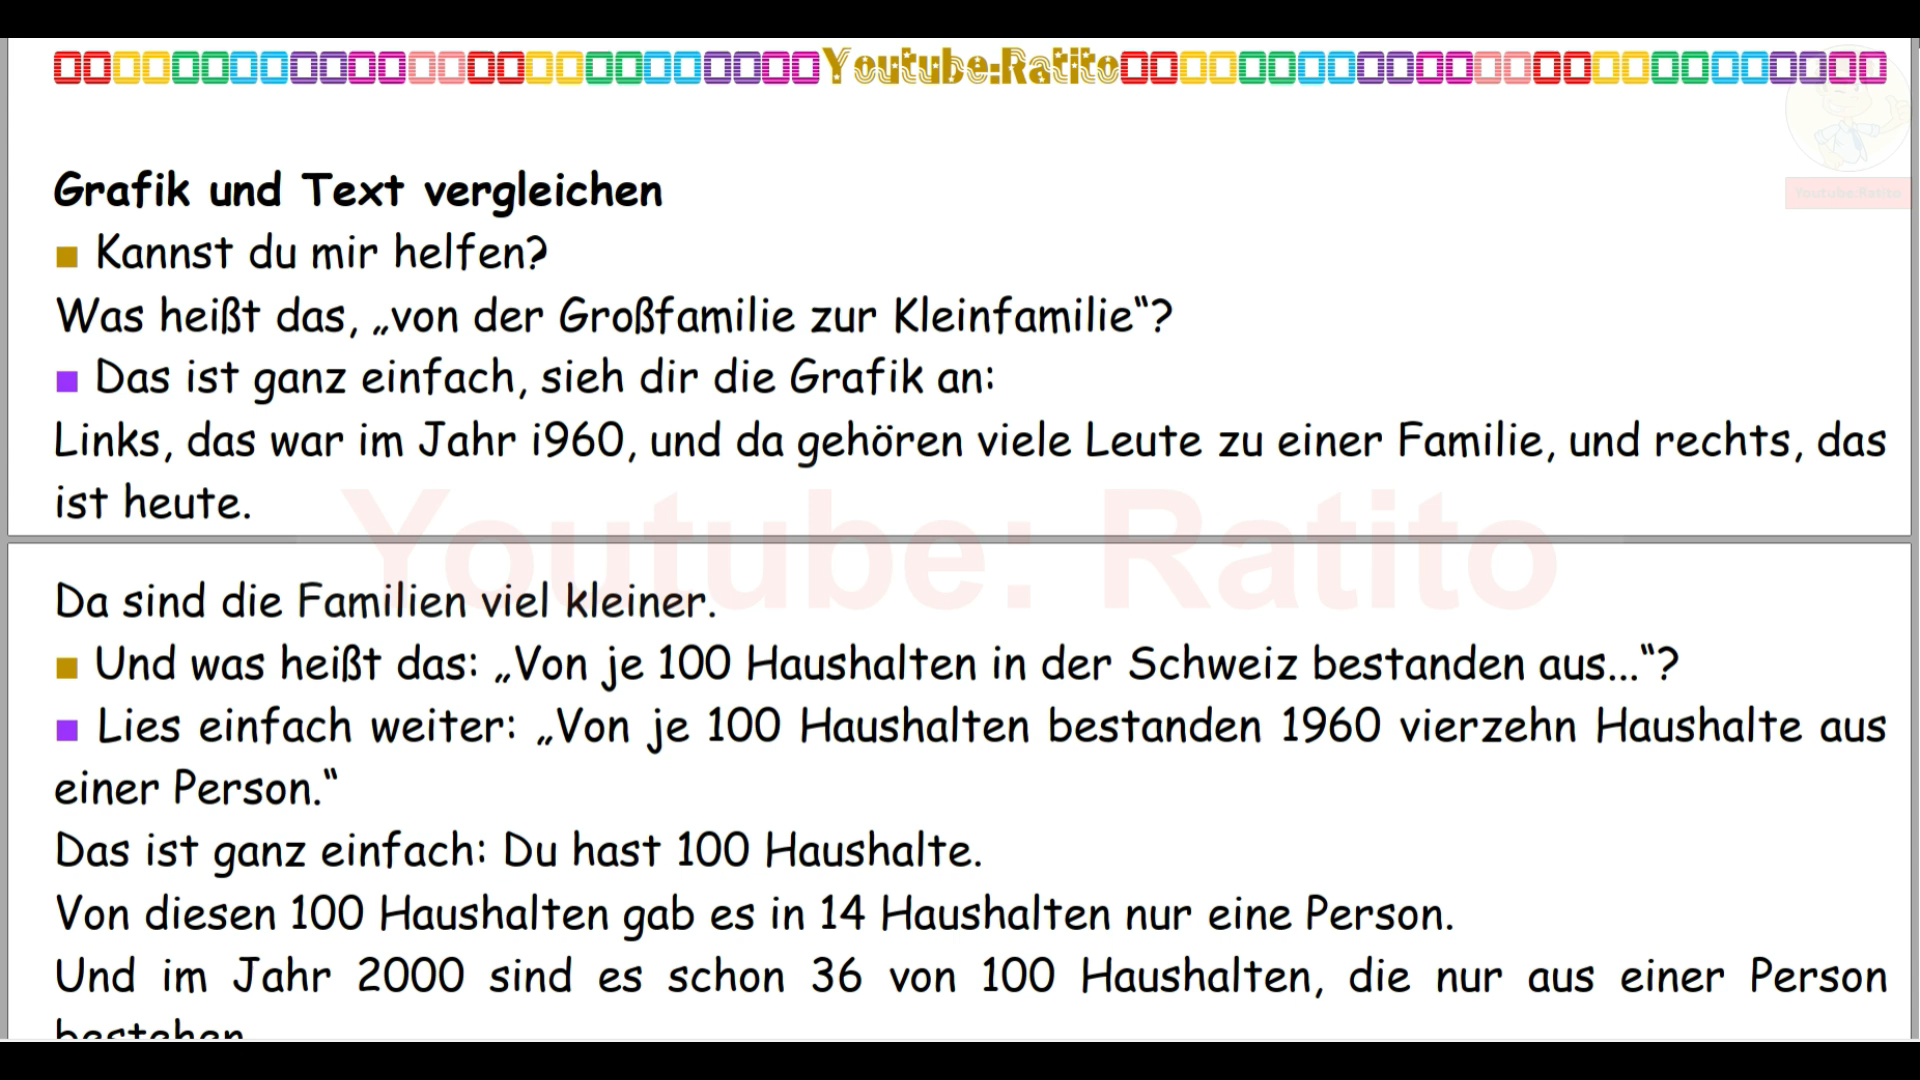 Youtube:Ratito
Youtube:Ratito
Grafik und Text vergleichen
Kannst du mir helfen?
Was heißt das, „von der Großfamilie zur Kleinfamilie“?
Das ist ganz einfach, sieh dir die Grafik an:
Links, das war im Jahr i960, und da gehören viele Leute zu einer Familie, und rechts, das
ist heute.
Youtube: Ratito
Da sind die Familien viel kleiner.
Und was heißt das: „Von je 100 Haushalten in der Schweiz bestanden aus...“?
Lies einfach weiter: „Von je 100 Haushalten bestanden 1960 vierzehn Haushalte aus
einer Person.“
Das ist ganz einfach: Du hast 100 Haushalte.
Von diesen 100 Haushalten gab es in 14 Haushalten nur eine Person.
Und im Jahr 2000 sind es schon 36 von 100 Haushalten, die nur aus einer Person
bestehen